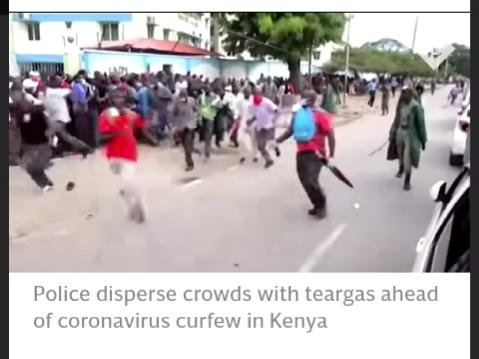 Police disperse crowds with teargas ahead
of coronavirus curfew in Kenya